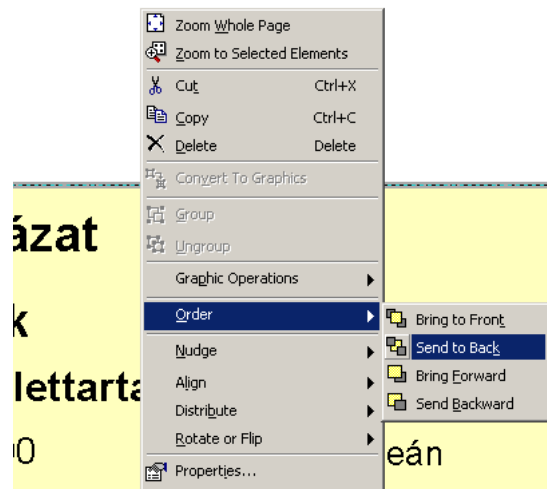 Zoom Whole Page
Zoom to Selected Elements
Cut Ctrl+X
Copy Ctrl+C
Delete Delete
Convert To Graphics
Group
ázat
Ungroup
Graphic Operations
k
Order
Bring to Front
Nudge
Send to Back
lettarta
Align
Bring Forward
Distribute
Send Backward
Rotate or Flip
eán
Properties...